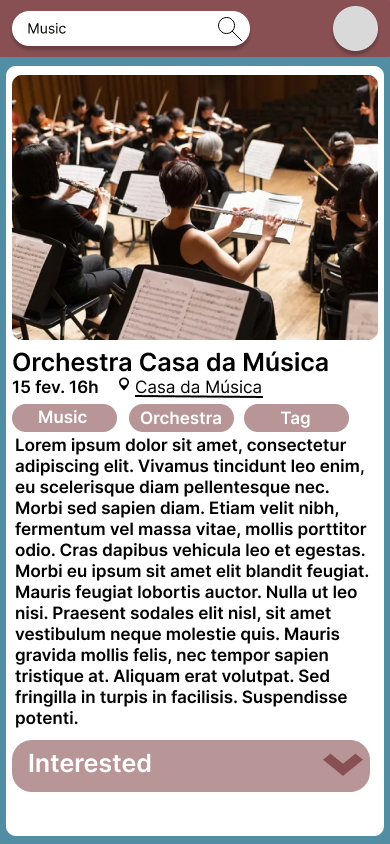 Music
Orchestra Casa da Música
15 fev. 16h Casa da Música
Music Orchestra Tag
Lorem ipsum dolor sit amet, consectetur
adipiscing elit. Vivamus tincidunt leo enim,
eu scelerisque diam pellentesque nec.
Morbi sed sapien diam. Etiam velit nibh,
fermentum vel massa vitae, mollis porttitor
odio. Cras dapibus vehicula leo et egestas.
Morbi eu ipsum sit amet elit blandit feugiat.
Mauris feugiat lobortis auctor. Nulla ut leo
nisi. Praesent sodales elit nisl, sit amet
vestibulum neque molestie quis. Mauris
gravida mollis felis, nec tempor sapien
tristique at. Aliquam erat volutpat. Sed
fringilla in turpis in facilisis. Suspendisse
potenti.
Interested